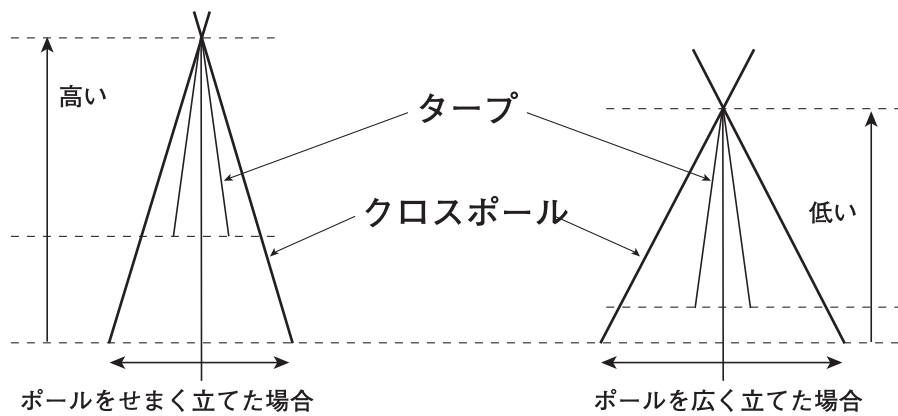 高い
タープ
クロスポール
低い
ポールをせまく立てた場合
ポールを広く立てた場合